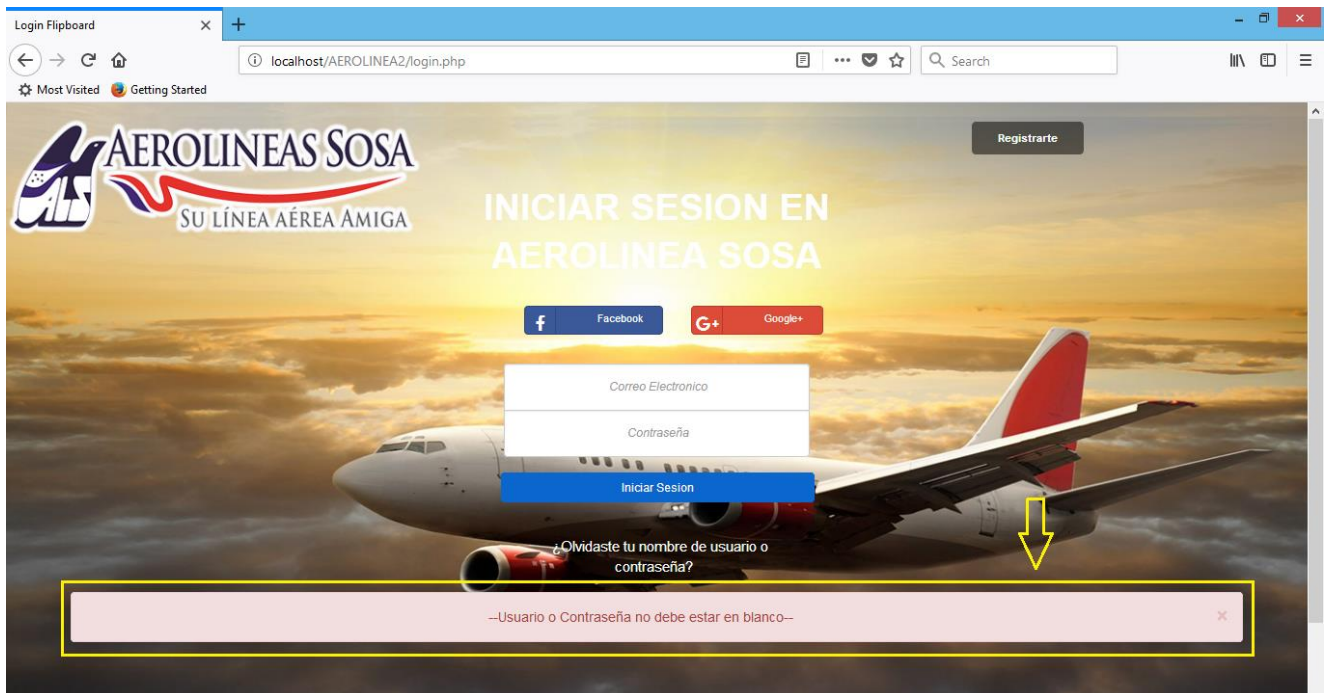 Login Flipboard
localhost/AEROLINEA2/login.php
Search
Most Visited
Getting Started
AEROLINEAS SOSA
SU LÍNEA AÉREA AMIGA
ALS
Registrarte
INICIAR SESION EN
AEROLINEA SOSA
f Facebook
G+ Google+
Correo Electronico
Contraseña
Iniciar Sesion
¿Olvidaste tu nombre de usuario o
contraseña?
--Usuario o Contraseña no debe estar en blanco--